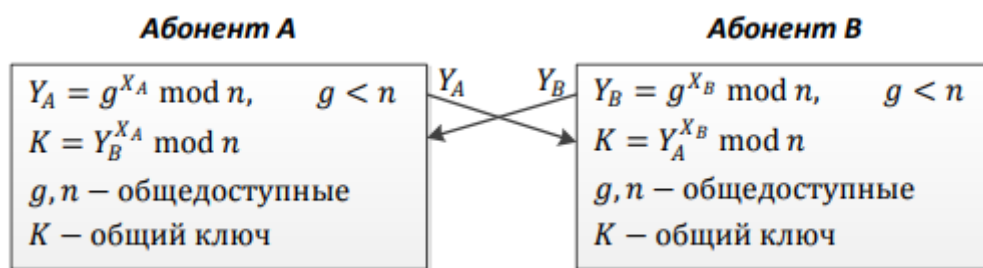 Абонент А
Абонент В
Y_A = g^{X_A} mod n, g < n
K = Y_B^{X_A} mod n
g, n − общедоступные
K − общий ключ
Y_A
Y_B
Y_B = g^{X_B} mod n, g < n
K = Y_A^{X_B} mod n
g, n − общедоступные
K − общий ключ